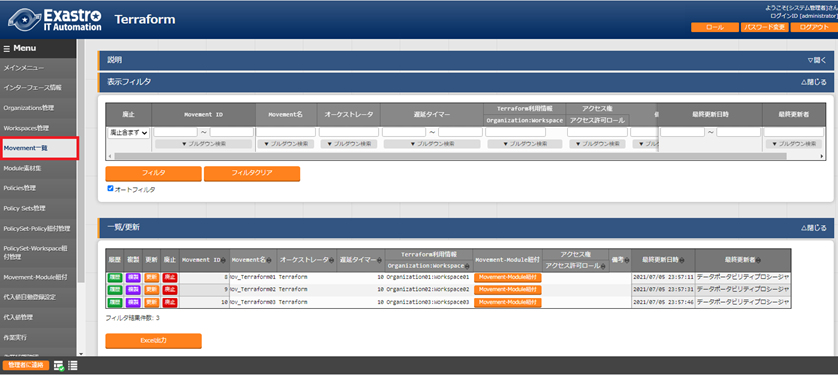 Exastro
IT Automation
Terraform
ようこそ[システム管理者]さん
ログインID [administrator]
ロール パスワード変更 ログアウト
Menu
メインメニュー
インターフェース情報
Organizations管理
Workspaces管理
Movement一覧
Module素材集
Policies管理
Policy Sets管理
PolicySet-Policy紐付管理
PolicySet-Workspace紐
付管理
Movement-Module紐付
代入値自動登録設定
代入値管理
作業実行
管理者に連絡
説明 ▽開く
表示フィルタ △閉じる
廃止 Movement ID Movement名 オーケストレータ 遅延タイマー Terraform利用情報 アクセス権 最終更新日時 最終更新者
Organization:Workspace アクセス許可ロール
廃止含まず ～ ～ ～
▼ プルダウン検索 ▼ プルダウン検索 ▼ プルダウン検索 ▼ プルダウン検索 ▼ プルダウン検索 ▼ プルダウン検索 ▼ プルダウン検索
フィルタ フィルタクリア
オートフィルタ
一覧/更新 △閉じる
履歴 複製 更新 廃止 Movement ID Movement名 オーケストレータ 遅延タイマー Terraform利用情報 Movement-Module紐付 アクセス権 備考 最終更新日時 最終更新者
Organization:Workspace アクセス許可ロール
履歴 複製 更新 廃止 8 Mov_Terraform01 Terraform 10 Organization01:Workspace01 Movement-Module紐付 2021/07/05 23:57:11 データポータビリティプロシージャ
履歴 複製 更新 廃止 9 Mov_Terraform02 Terraform 10 Organization02:Workspace02 Movement-Module紐付 2021/07/05 23:57:31 データポータビリティプロシージャ
履歴 複製 更新 廃止 10 Mov_Terraform03 Terraform 10 Organization03:Workspace03 Movement-Module紐付 2021/07/05 23:57:46 データポータビリティプロシージャ
フィルタ結果件数: 3
Excel出力